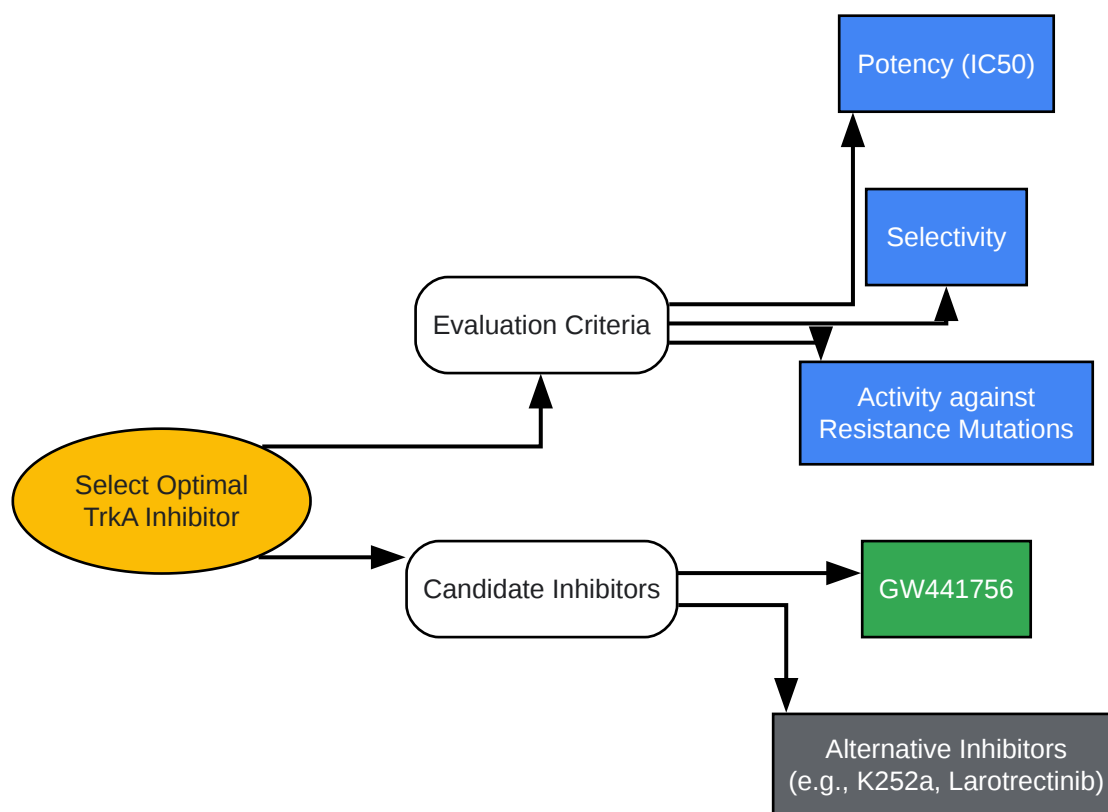 Potency (IC50)
Selectivity
Evaluation Criteria
Activity against
Resistance Mutations
Select Optimal
TrkA Inhibitor
Candidate Inhibitors
GW441756
Alternative Inhibitors
(e.g., K252a, Larotrectinib)